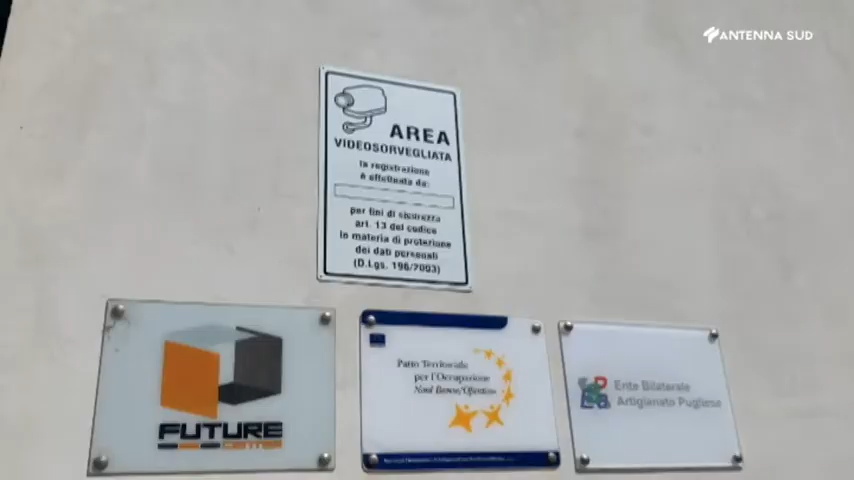 ANTENNA SUD
AREA
VIDEOSORVEGLIATA
la registrazione
è effettuata da:
per fini di sicurezza
art. 13 del codice
in materia di protezione
dei dati personali
(D.Lgs. 196/2003)
FUTURE
Patto Territoriale
per l'Occupazione
Nord Barese/Ofantino
Ente Bilaterale
Artigianato Pugliese